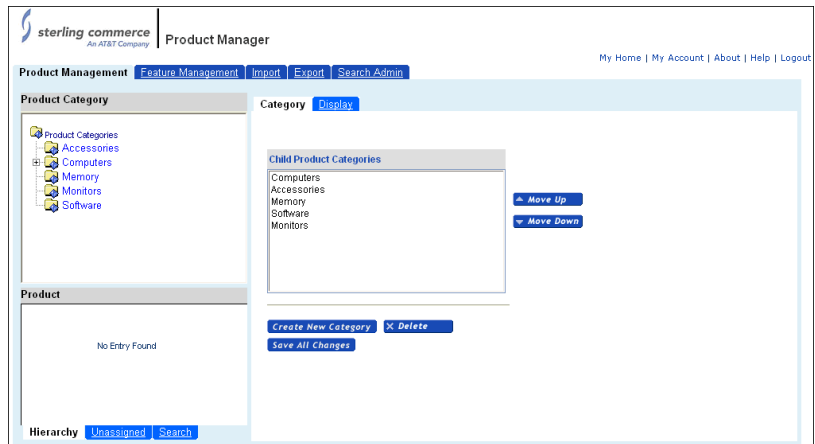 sterling commerce
An AT&T Company
Product Manager
My Home | My Account | About | Help | Logout
Product Management Feature Management Import Export Search Admin
Product Category
Product Categories
Accessories
Computers
Memory
Monitors
Software
Product
No Entry Found
Hierarchy Unassigned Search
Category Display
Child Product Categories
Computers
Accessories
Memory
Software
Monitors
Move Up
Move Down
Create New Category X Delete
Save All Changes